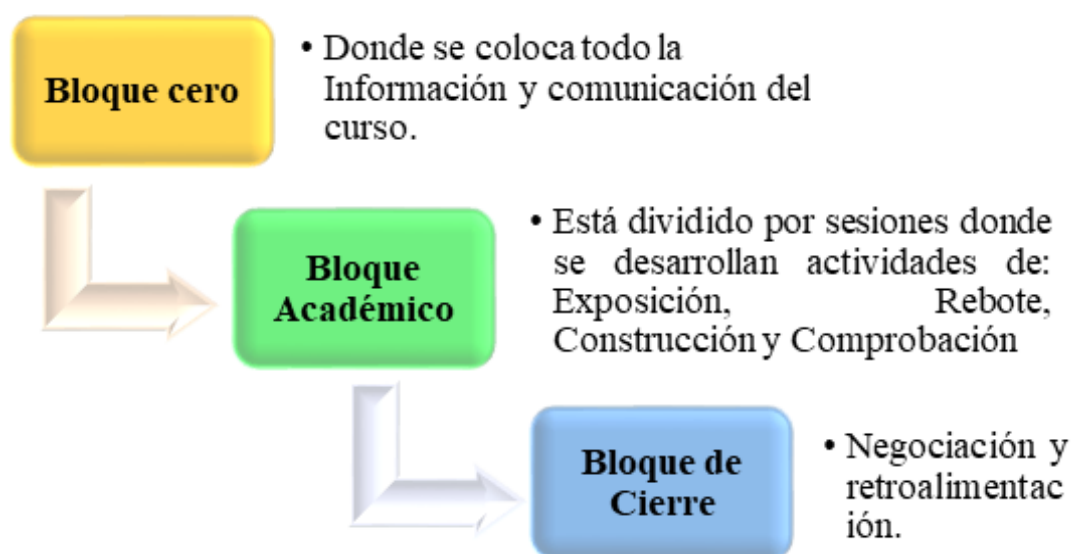 Bloque cero
• Donde se coloca todo la
Información y comunicación del
curso.
Bloque
Académico
• Está dividido por sesiones donde
se desarrollan actividades de:
Exposición, Rebote,
Construcción y Comprobación
Bloque de
Cierre
• Negociación y
retroalimentac
ión.